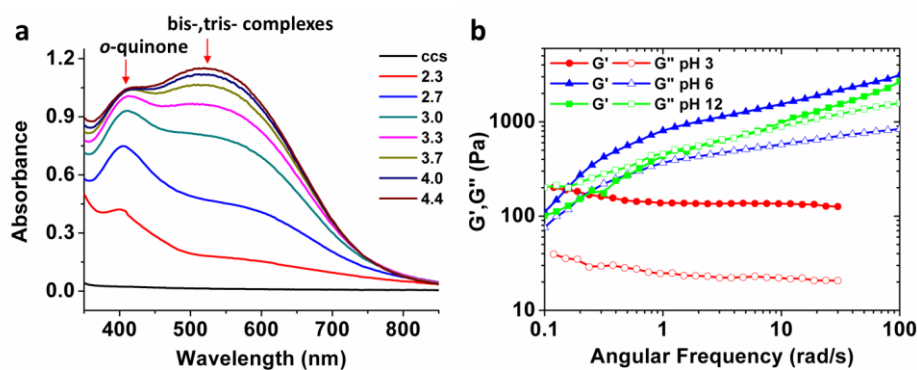 a
o-quinone
bis-,tris- complexes
Absorbance
1.2
0.9
0.6
0.3
0.0
400 500 600 700 800
Wavelength (nm)
ccs
2.3
2.7
3.0
3.3
3.7
4.0
4.4
b
G',G'' (Pa)
1000
100
10
0.1 1 10 100
Angular Frequency (rad/s)
G' G'' pH 3
G' G'' pH 6
G' G'' pH 12